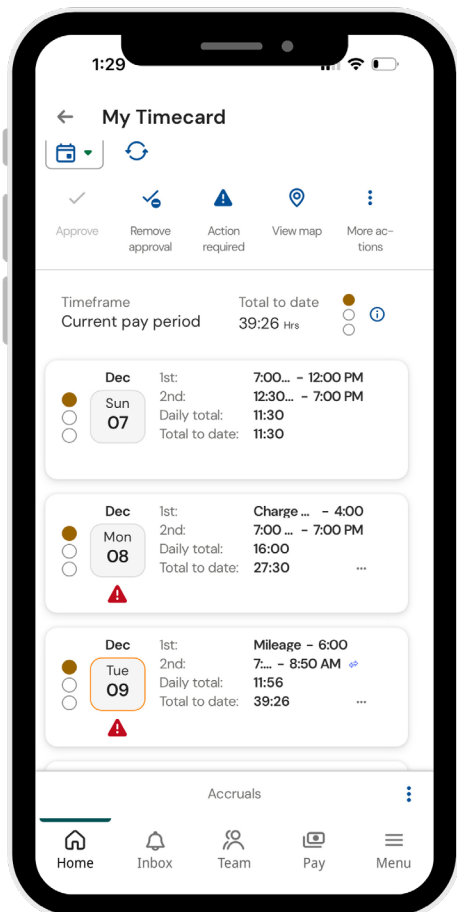 1:29
My Timecard
Approve
Remove approval
Action required
View map
More ac-tions
Timeframe
Current pay period
Total to date
39:26 Hrs
Dec
Sun
07
1st: 7:00... - 12:00 PM
2nd: 12:30... - 7:00 PM
Daily total: 11:30
Total to date: 11:30
Dec
Mon
08
1st: Charge ... - 4:00
2nd: 7:00 ... - 7:00 PM
Daily total: 16:00
Total to date: 27:30 ...
Dec
Tue
09
1st: Mileage - 6:00
2nd: 7:... - 8:50 AM
Daily total: 11:56
Total to date: 39:26 ...
Accruals
Home
Inbox
Team
Pay
Menu